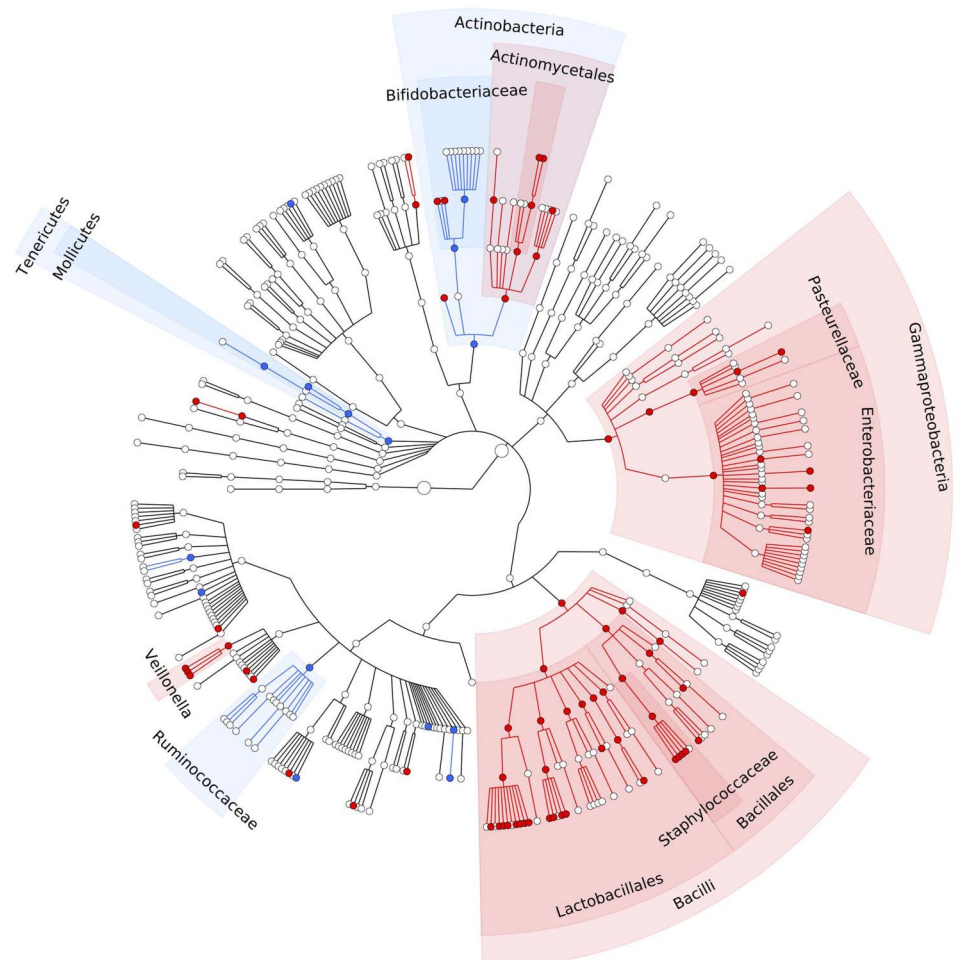 Actinobacteria
Actinomycetales
Bifidobacteriaceae
Tenericutes
Mollicutes
Pasteurellaceae
Gammaproteobacteria
Enterobacteriaceae
Veillonella
Ruminococcaceae
Staphylococcaceae
Bacillales
Lactobacillales
Bacilli